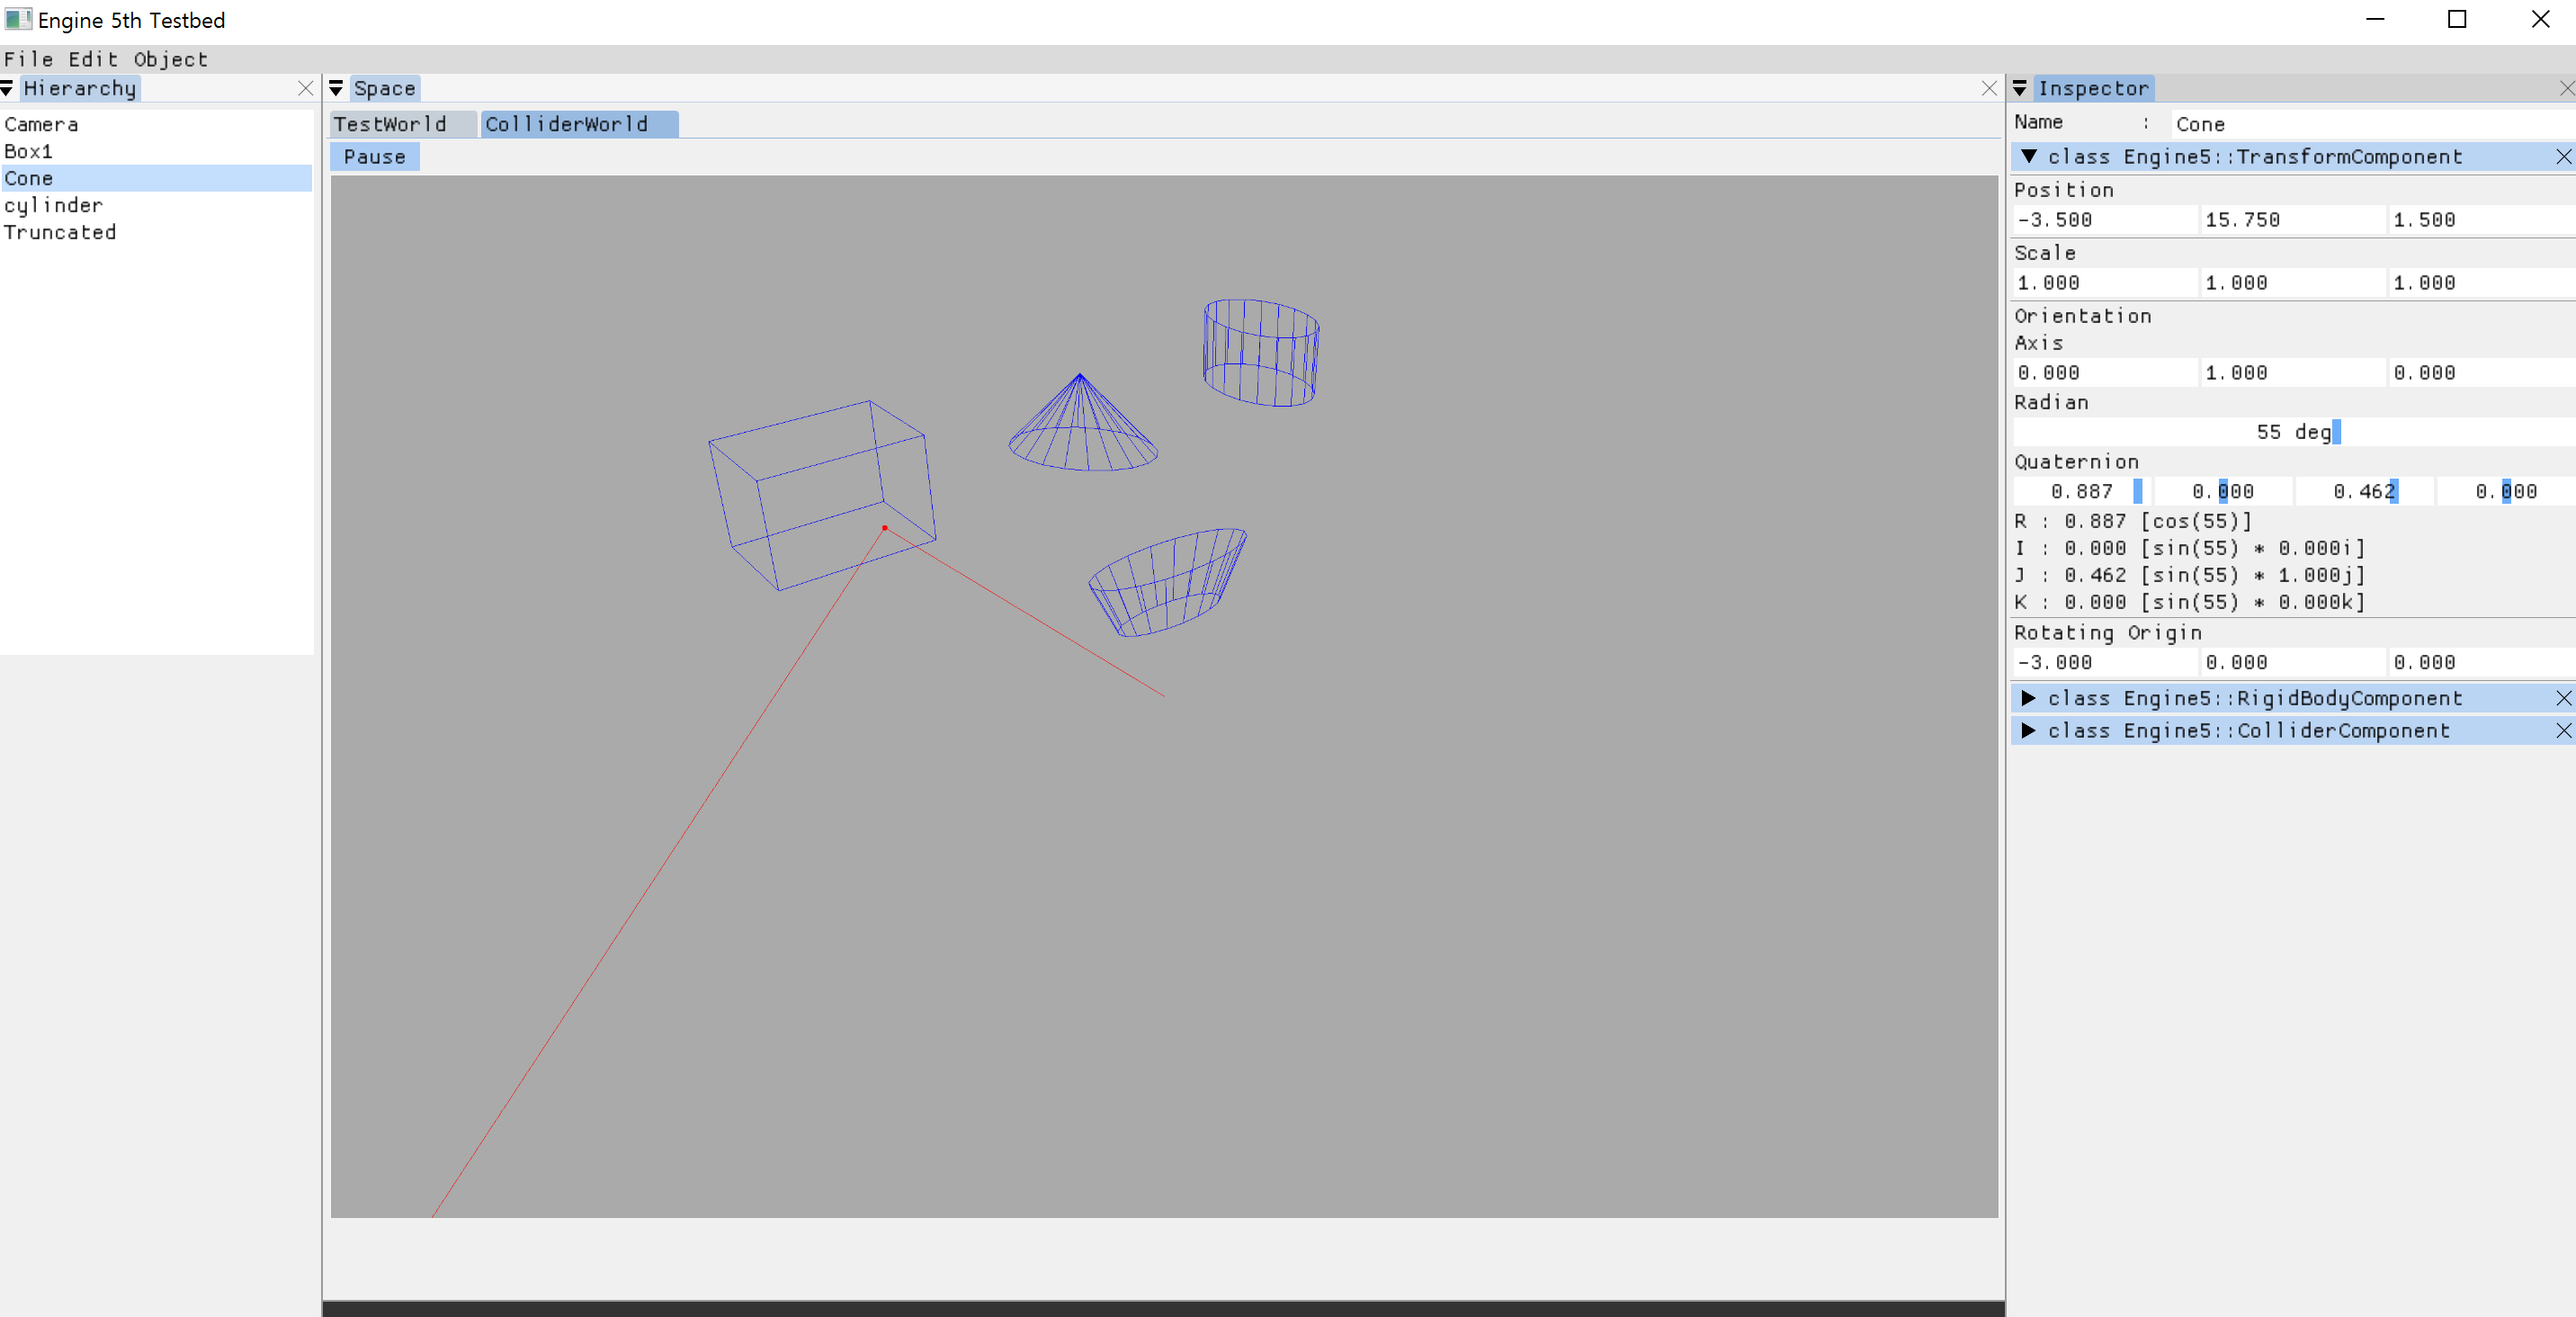 Engine 5th Testbed
File Edit Object
Hierarchy
Camera
Box1
Cone
cylinder
Truncated
Space
TestWorld ColliderWorld
Pause
Inspector
Name : Cone
class Engine5::TransformComponent
Position
-3.500 15.750 1.500
Scale
1.000 1.000 1.000
Orientation
Axis
0.000 1.000 0.000
Radian
55 deg
Quaternion
0.887 0.000 0.462 0.000
R : 0.887 [cos(55)]
I : 0.000 [sin(55) * 0.000i]
J : 0.462 [sin(55) * 1.000j]
K : 0.000 [sin(55) * 0.000k]
Rotating Origin
-3.000 0.000 0.000
class Engine5::RigidBodyComponent
class Engine5::ColliderComponent